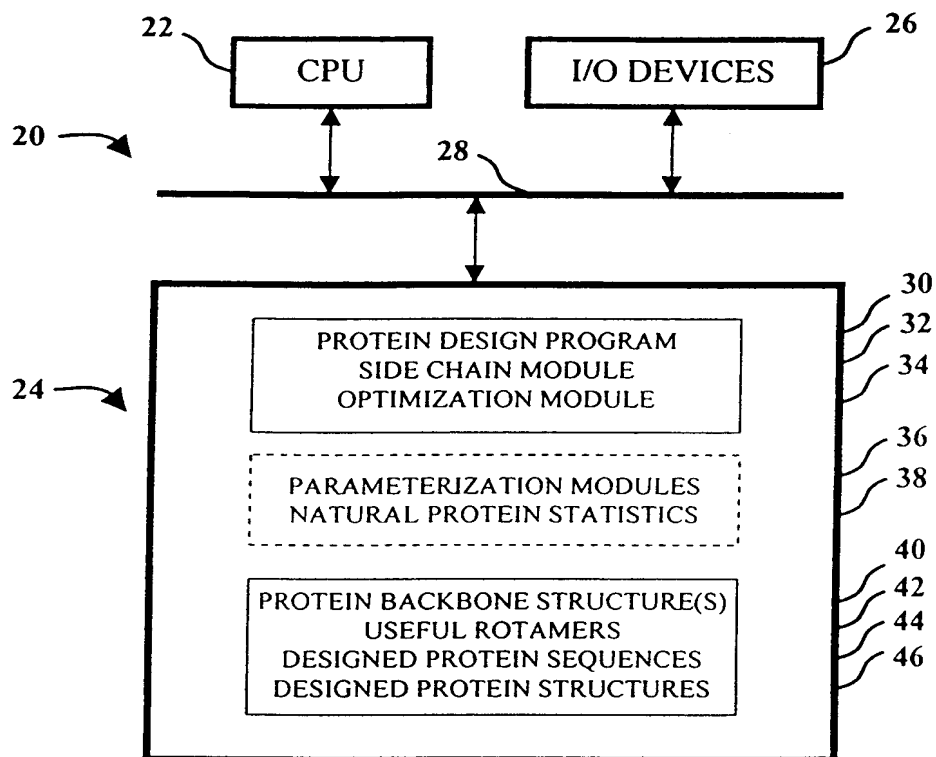 22
26
CPU
I/O DEVICES
20
28
30
PROTEIN DESIGN PROGRAM
32
SIDE CHAIN MODULE
34
24
OPTIMIZATION MODULE
36
PARAMETERIZATION MODULES
38
NATURAL PROTEIN STATISTICS
40
PROTEIN BACKBONE STRUCTURE(S)
42
USEFUL ROTAMERS
44
DESIGNED PROTEIN SEQUENCES
46
DESIGNED PROTEIN STRUCTURES